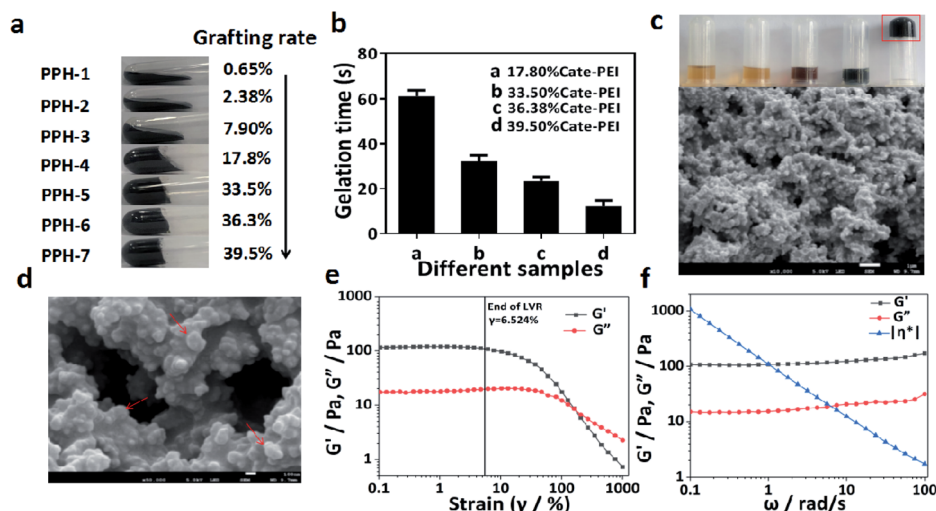 a
Grafting rate
PPH-1 0.65%
PPH-2 2.38%
PPH-3 7.90%
PPH-4 17.8%
PPH-5 33.5%
PPH-6 36.3%
PPH-7 39.5%
b
Gelation time (s)
80
60
40
20
0
a 17.80%Cate-PEI
b 33.50%Cate-PEI
c 36.38%Cate-PEI
d 39.50%Cate-PEI
a b c d
Different samples
c
d
e
G' / Pa, G″ / Pa
1000
100
10
1
End of LVR
γ=6.524%
G'
G″
0.1 1 10 100 1000
Strain (γ / %)
f
G' / Pa, G″ / Pa
1000
100
10
1
G'
G″
|η*|
0.1 1 10 100
ω / rad/s